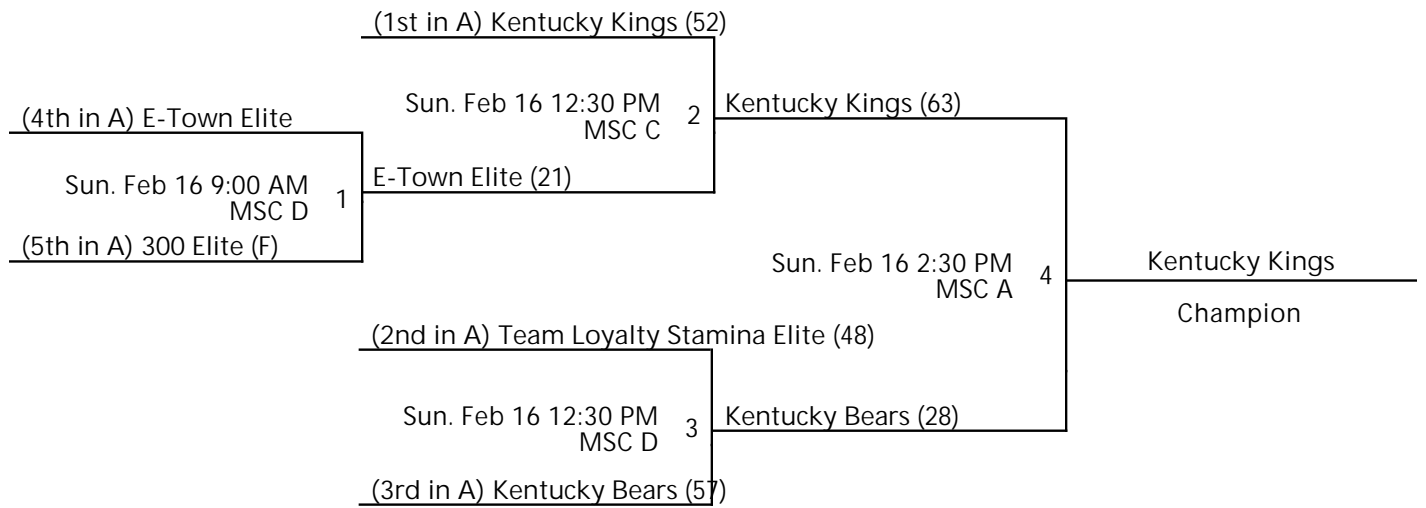 (1st in A) Kentucky Kings (52)
(4th in A) E-Town Elite
Sun. Feb 16 12:30 PM
MSC C
2
Kentucky Kings (63)
Sun. Feb 16 9:00 AM
MSC D
1
E-Town Elite (21)
(5th in A) 300 Elite (F)
Sun. Feb 16 2:30 PM
MSC A
4
Kentucky Kings
Champion
(2nd in A) Team Loyalty Stamina Elite (48)
Sun. Feb 16 12:30 PM
MSC D
3
Kentucky Bears (28)
(3rd in A) Kentucky Bears (57)